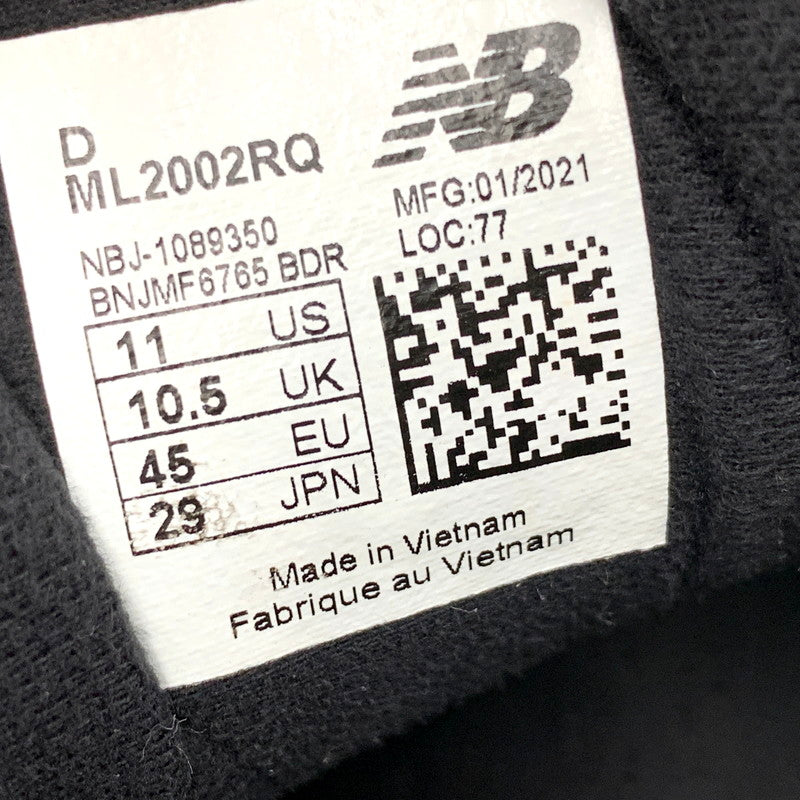 NB
D
ML2002RQ
MFG:01/2021
LOC:77
NBJ-1089350
BNJMF6765 BDR
11 US
10.5 UK
45 EU
29 JPN
Made in Vietnam
Fabrique au Vietnam